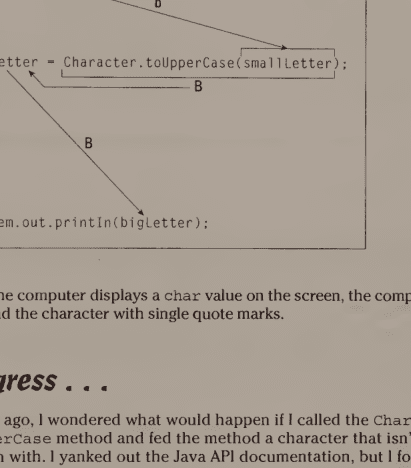 b
etter = Character.toUpperCase(smallLetter);
B
B
em.out.println(bigLetter);
he computer displays a char value on the screen, the comp
d the character with single quote marks.
gress . . .
ago, I wondered what would happen if I called the Char
erCase method and fed the method a character that isn'
n with. I yanked out the Java API documentation, but I fo